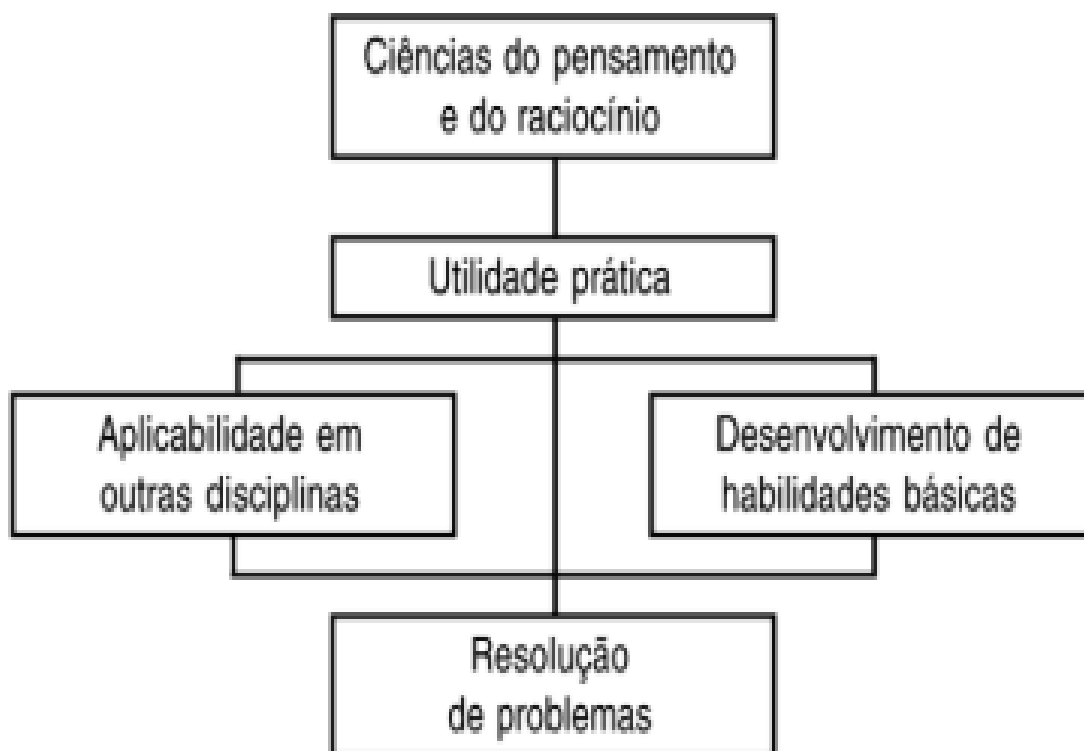 Ciências do pensamento
e do raciocínio
Utilidade prática
Aplicabilidade em
outras disciplinas
Desenvolvimento de
habilidades básicas
Resolução
de problemas